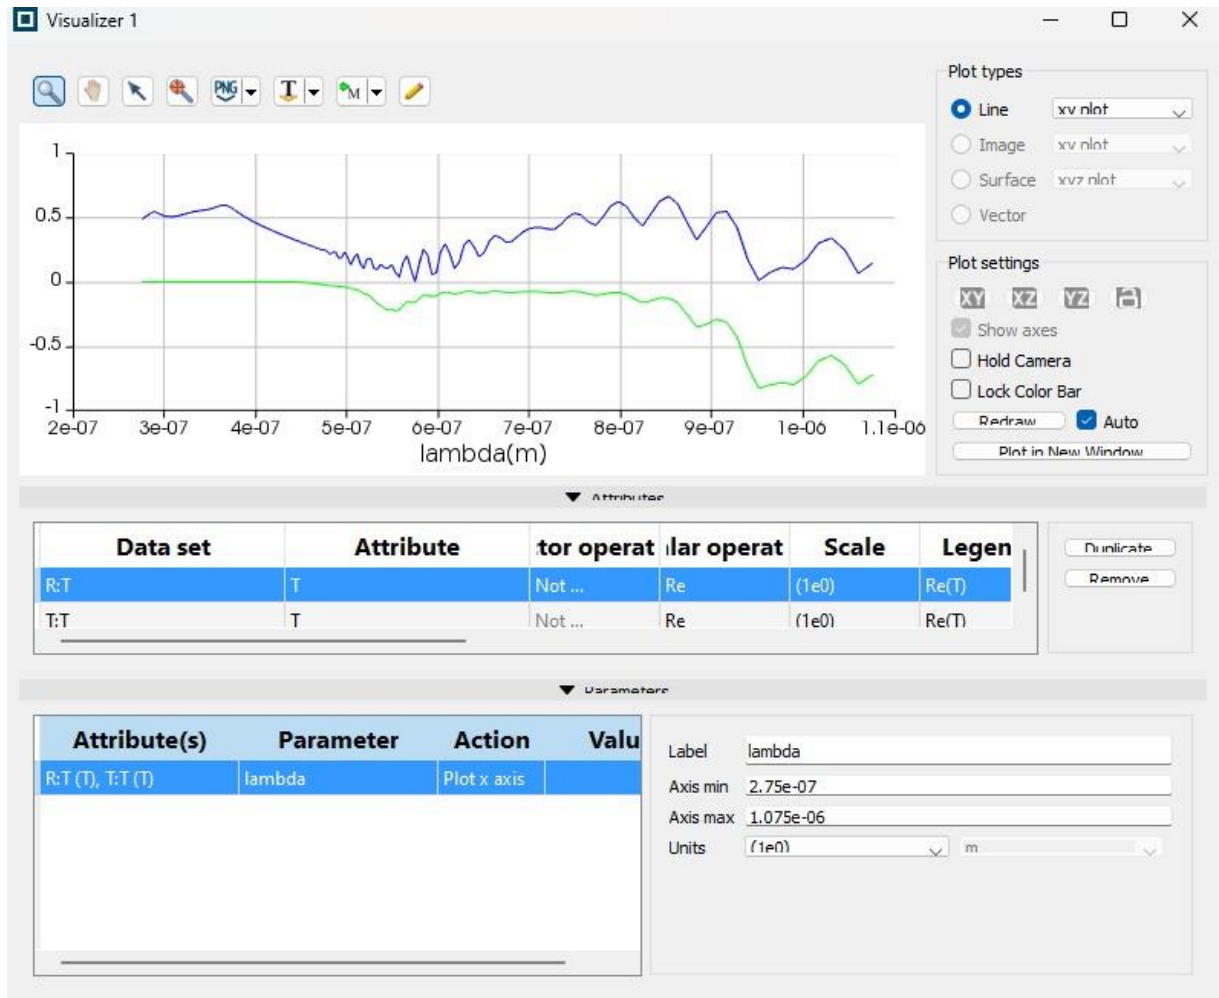 Visualizer 1
PNG T M
Plot types
Line xy plot
Image xy plot
Surface xyz plot
Vector
Plot settings
XY XZ YZ
Show axes
Hold Camera
Lock Color Bar
Redraw Auto
Plot in New Window
1
0.5
0
-0.5
-1
2e-07 3e-07 4e-07 5e-07 6e-07 7e-07 8e-07 9e-07 1e-06 1.1e-06
lambda(m)
Attributes
Data set Attribute :tor operat ılar operat Scale Legen
R:T T Not ... Re (1e0) Re(T)
T:T T Not ... Re (1e0) Re(T)
Duplicate
Remove
Parameters
Attribute(s) Parameter Action Valu
R:T (T), T:T (T) lambda Plot x axis
Label lambda
Axis min 2.75e-07
Axis max 1.075e-06
Units (1e0) m